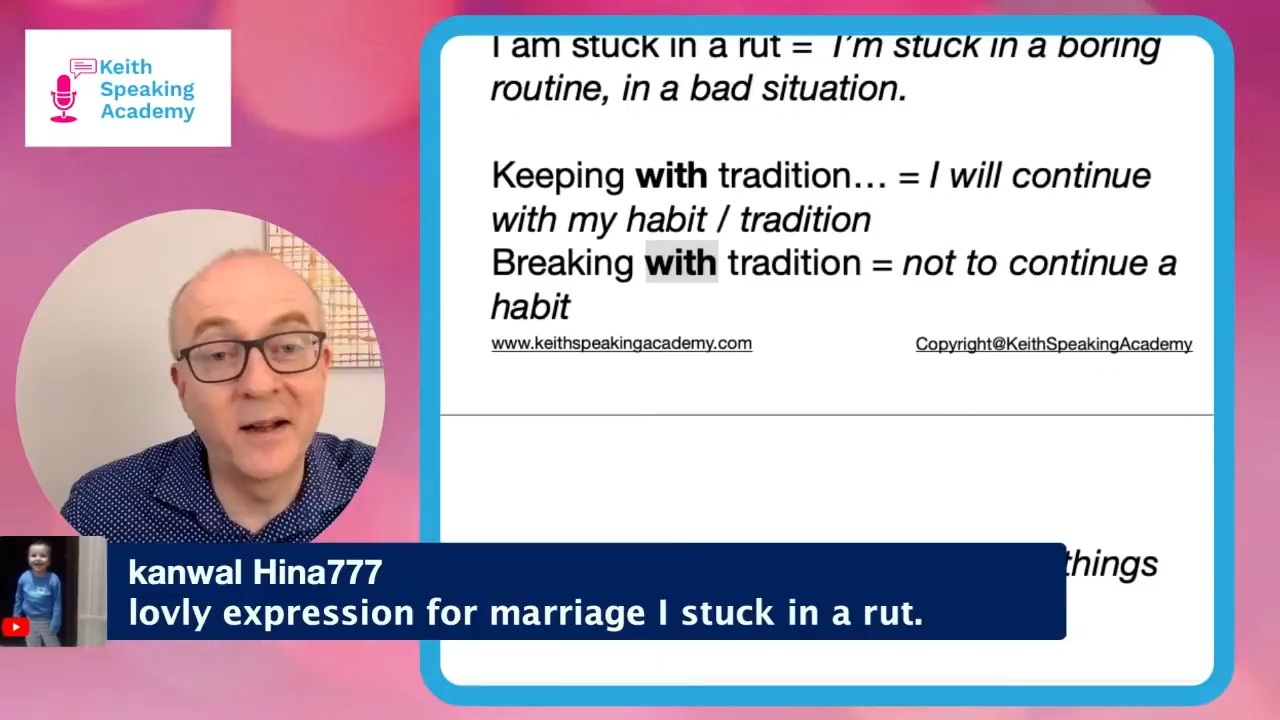 Keith
Speaking
Academy
I am stuck in a rut = I'm stuck in a boring
routine, in a bad situation.
Keeping with tradition… = I will continue
with my habit / tradition
Breaking with tradition = not to continue a
habit
www.keithspeakingacademy.com
Copyright@KeithSpeakingAcademy
things
kanwal Hina777
lovly expression for marriage I stuck in a rut.